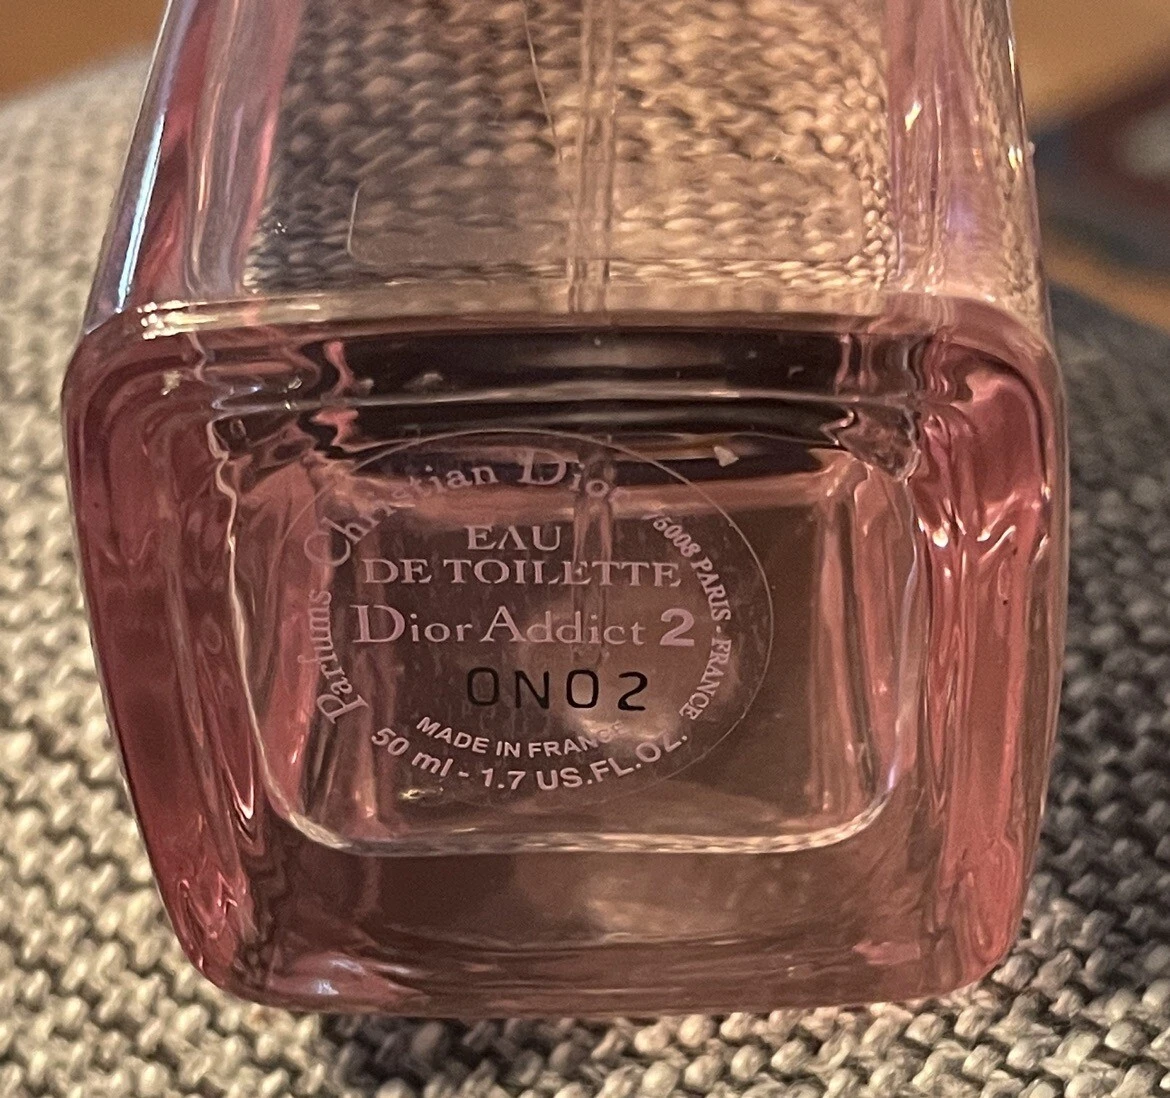 Parfums Christian Dior
75008 PARIS - FRANCE
EAU
DE TOILETTE
Dior Addict 2
0N02
MADE IN FRANCE
50 ml - 1.7 US.FL.OZ.